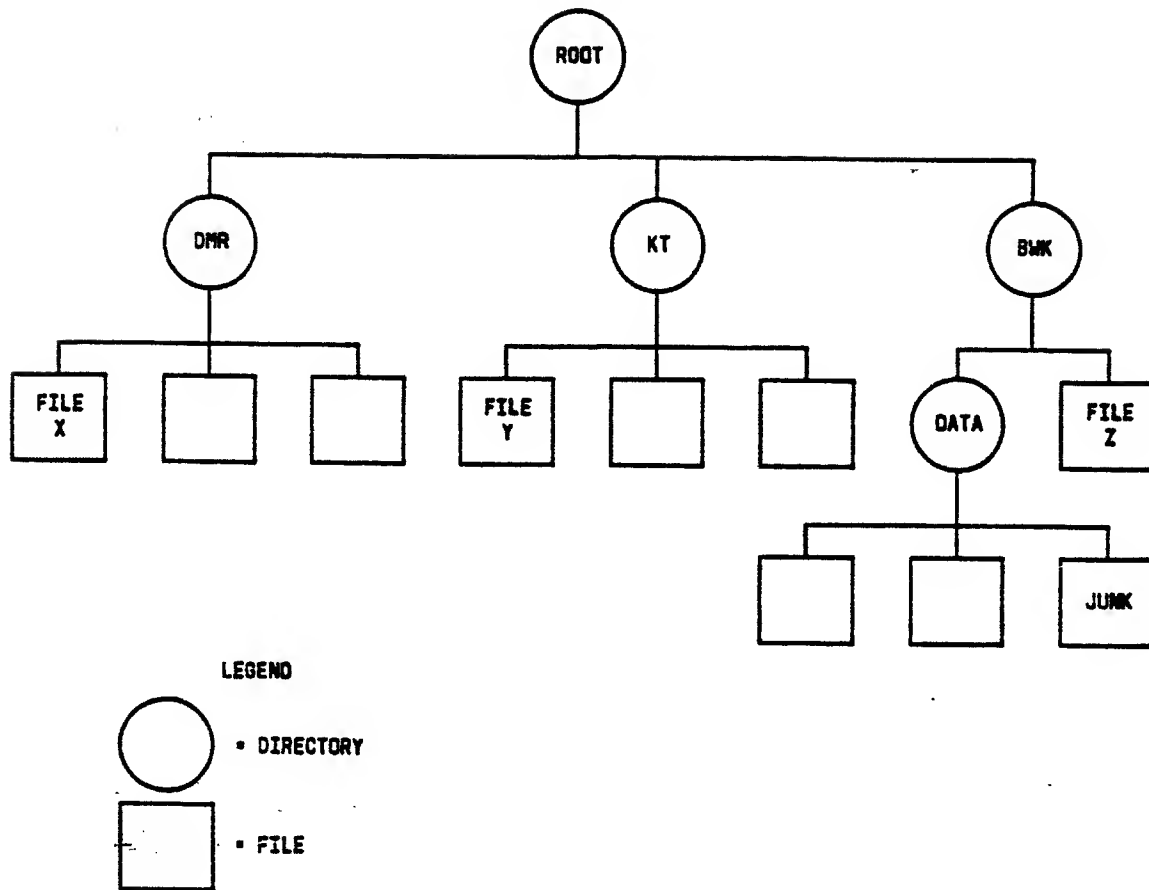 ROOT
DMR
KT
BWK
FILE
X
FILE
Y
DATA
FILE
Z
JUNK
LEGEND
= DIRECTORY
= FILE